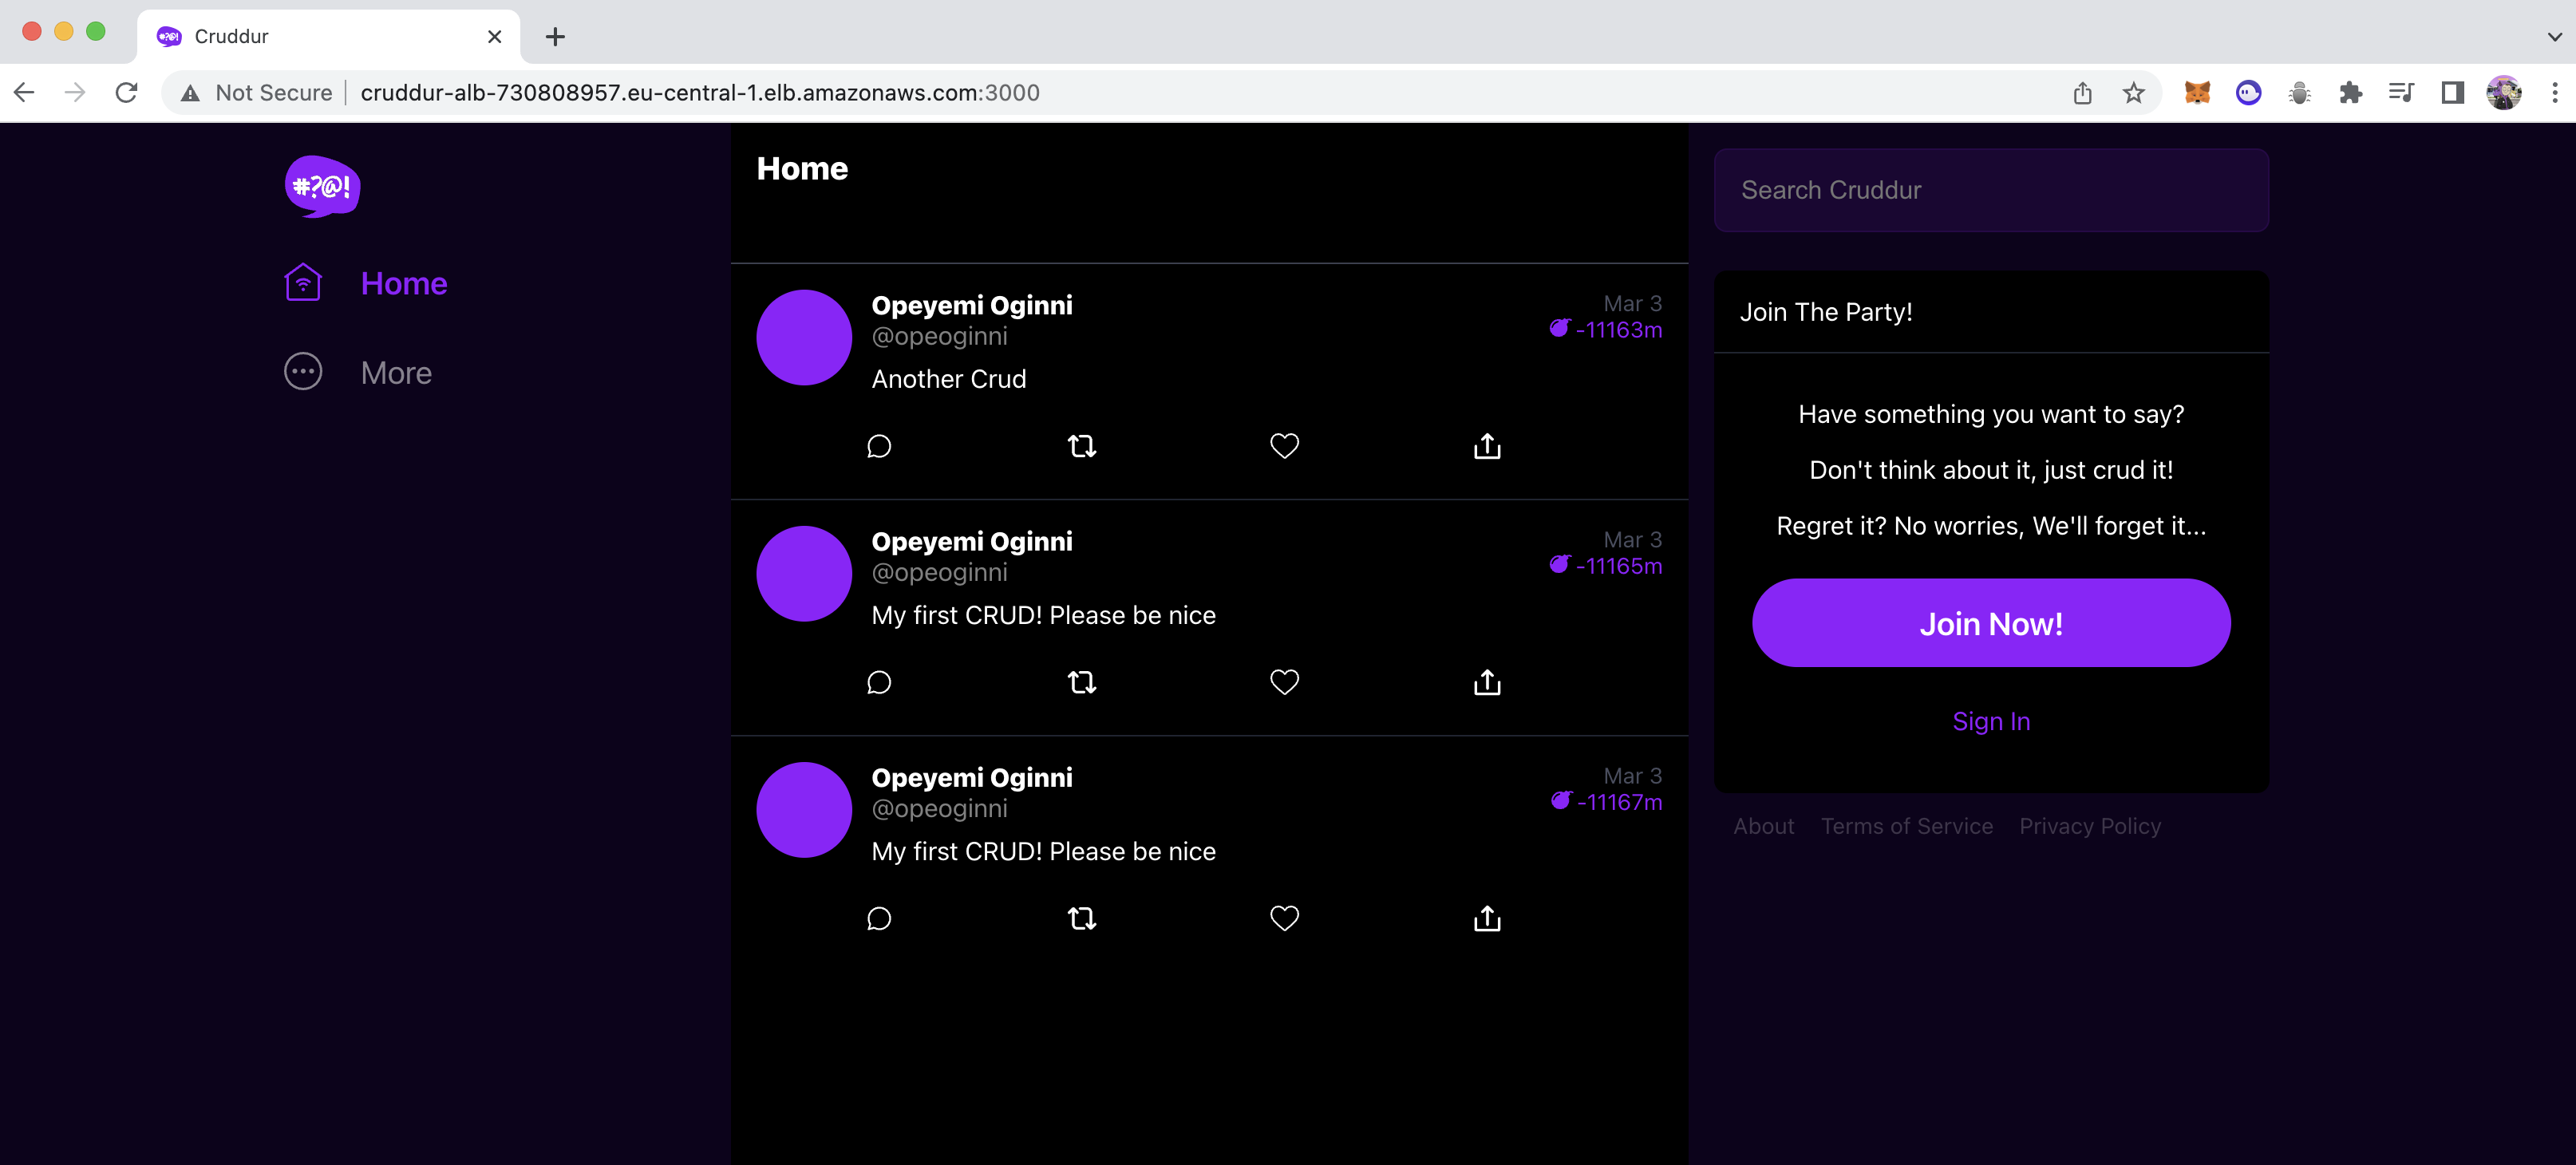 Cruddur
Not Secure
cruddur-alb-730808957.eu-central-1.elb.amazonaws.com:3000
#?@!
Home
More
Home
Opeyemi Oginni
@opeoginni
Mar 3
-11163m
Another Crud
Opeyemi Oginni
@opeoginni
Mar 3
-11165m
My first CRUD! Please be nice
Opeyemi Oginni
@opeoginni
Mar 3
-11167m
My first CRUD! Please be nice
Search Cruddur
Join The Party!
Have something you want to say?
Don't think about it, just crud it!
Regret it? No worries, We'll forget it...
Join Now!
Sign In
About Terms of Service Privacy Policy